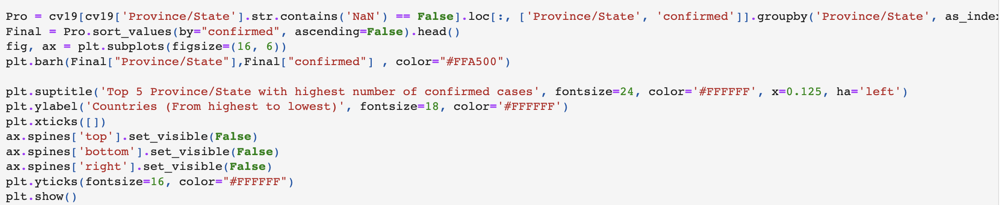 Pro = cv19[cv19['Province/State'].str.contains('NaN') == False].loc[:, ['Province/State', 'confirmed']].groupby('Province/State', as_index
Final = Pro.sort_values(by="confirmed", ascending=False).head()
fig, ax = plt.subplots(figsize=(16, 6))
plt.barh(Final["Province/State"],Final["confirmed"] , color="#FFA500")
plt.suptitle('Top 5 Province/State with highest number of confirmed cases', fontsize=24, color='#FFFFFF', x=0.125, ha='left')
plt.ylabel('Countries (From highest to lowest)', fontsize=18, color='#FFFFFF')
plt.xticks([])
ax.spines['top'].set_visible(False)
ax.spines['bottom'].set_visible(False)
ax.spines['right'].set_visible(False)
plt.yticks(fontsize=16, color="#FFFFFF")
plt.show()